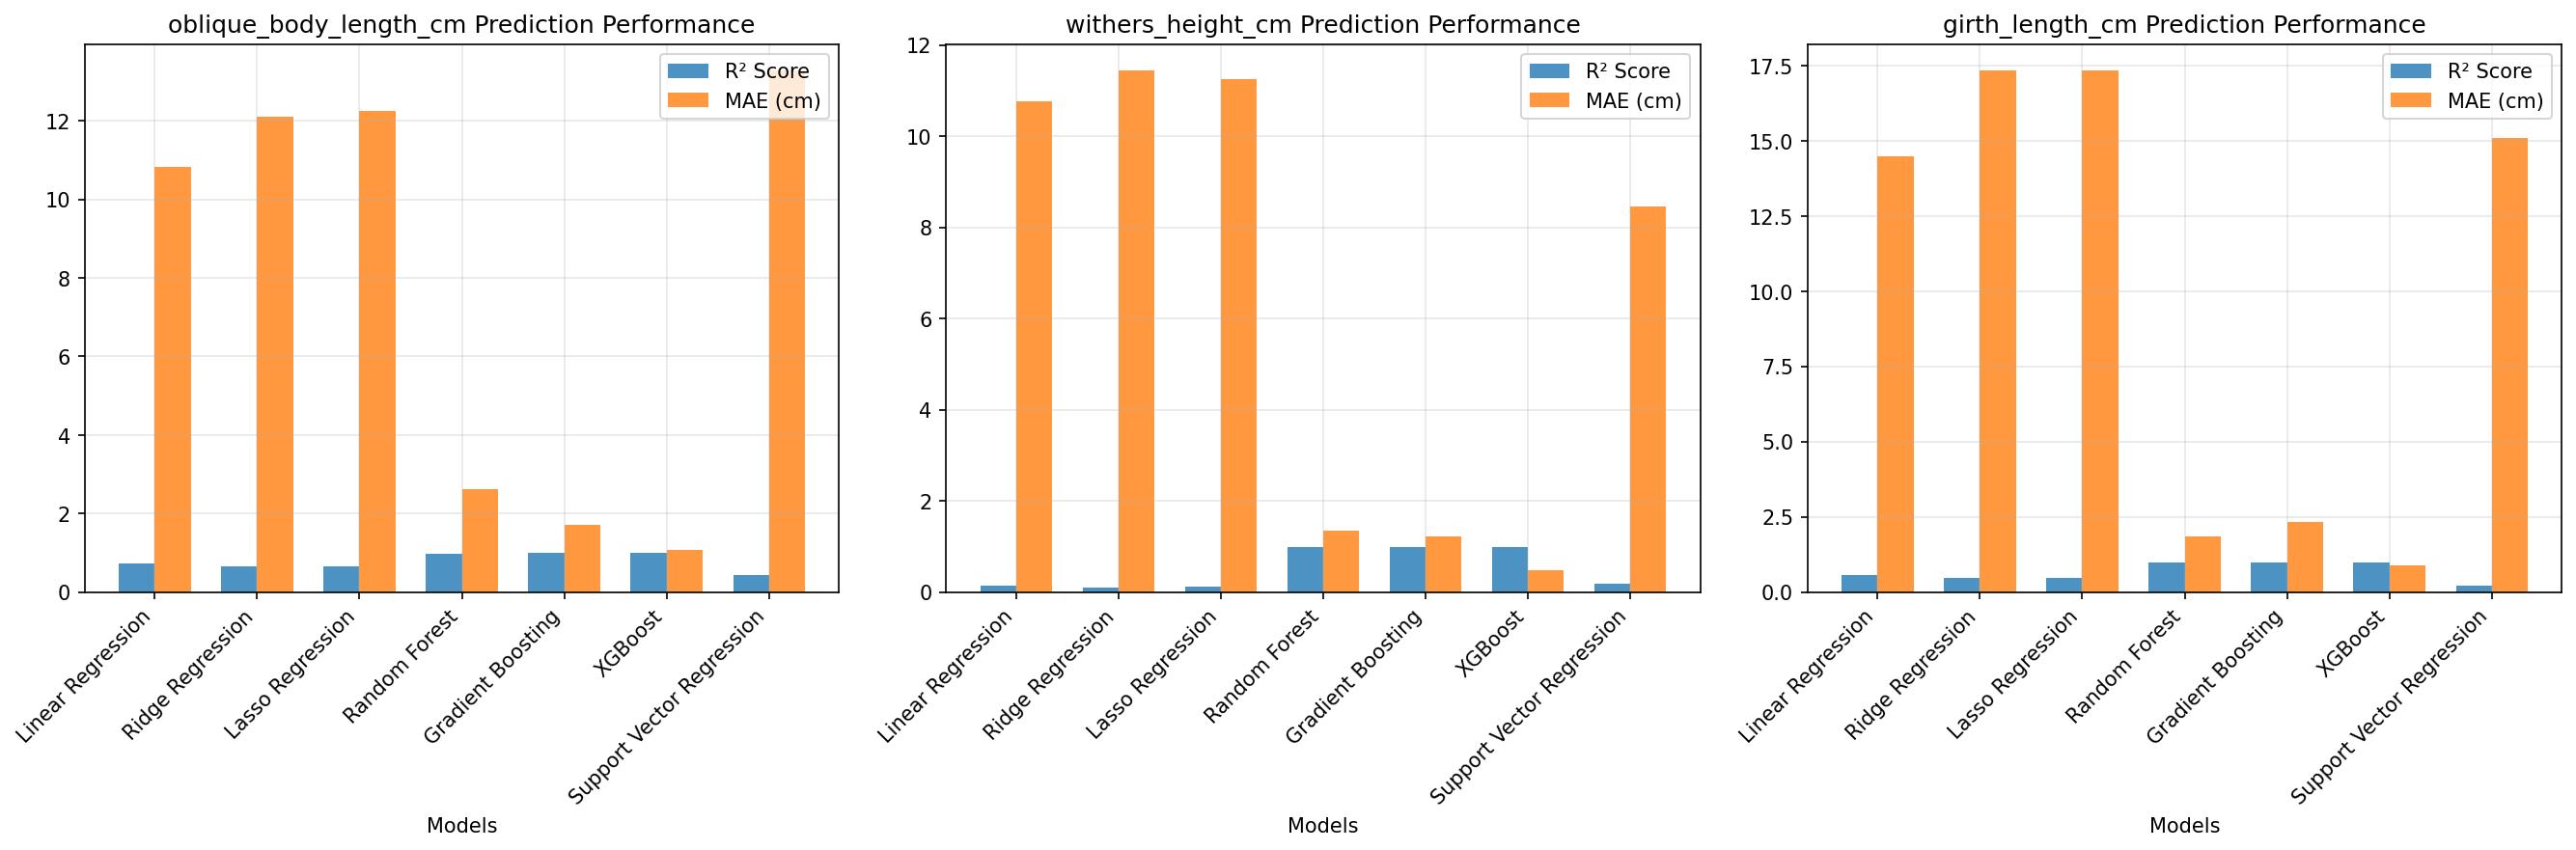 oblique_body_length_cm Prediction Performance
R² Score
MAE (cm)
12
10
8
6
4
2
0
Linear Regression
Ridge Regression
Lasso Regression
Random Forest
Gradient Boosting
XGBoost
Support Vector Regression
Models
withers_height_cm Prediction Performance
R² Score
MAE (cm)
12
10
8
6
4
2
0
Linear Regression
Ridge Regression
Lasso Regression
Random Forest
Gradient Boosting
XGBoost
Support Vector Regression
Models
girth_length_cm Prediction Performance
R² Score
MAE (cm)
17.5
15.0
12.5
10.0
7.5
5.0
2.5
0.0
Linear Regression
Ridge Regression
Lasso Regression
Random Forest
Gradient Boosting
XGBoost
Support Vector Regression
Models